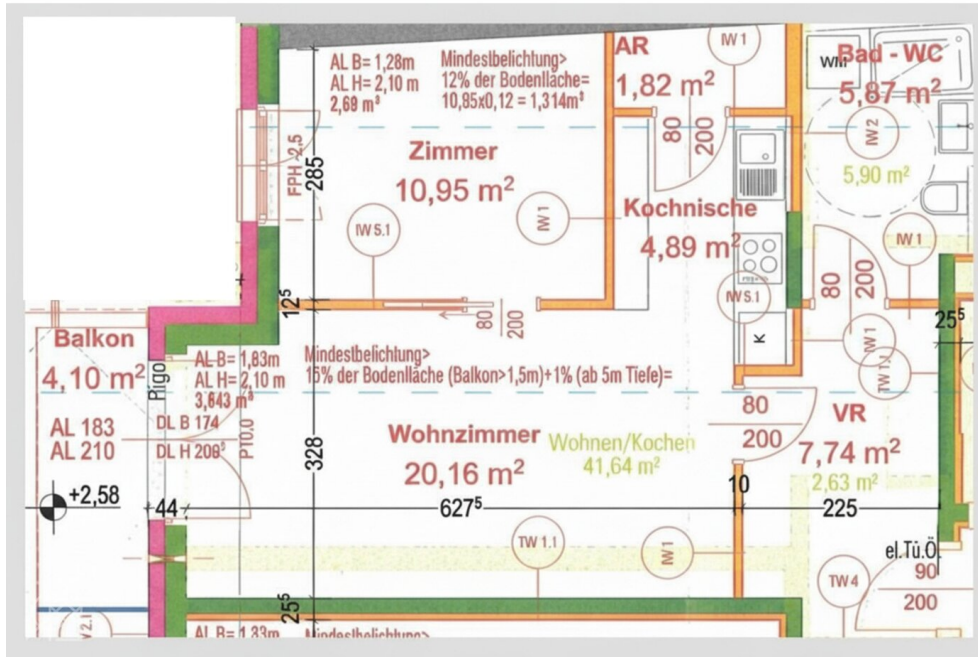 AL B= 1,28m
AL H= 2,10 m
2,69 m³
Mindestbelichtung>
12% der Bodenlläche=
10,95x0,12 = 1,314m³
AR
1,82 m²
IW 1
WM
Bad - WC
5,87 m²
IW 2
5,90 m²
80
200
Zimmer
10,95 m²
FPH 2,5
285
IW 5.1
IW 1
Kochnische
4,89 m²
IW 1
80
200
IW 5.1
12⁵
80
200
K
IW 1
25⁵
TW 1.1
Balkon
4,10 m²
AL 183
AL 210
AL B= 1,83m
AL H= 2,10 m
3,843 m³
DL B 174
DL H 209⁵
PT0.0
Mindestbelichtung>
15% der Bodenlläche (Balkon>1,5m)+1% (ab 5m Tiefe)=
328
Wohnzimmer
20,16 m²
Wohnen/Kochen
41,64 m²
80
200
VR
7,74 m²
2,63 m²
+2,58
44
627⁵
10
225
TW 1.1
IW 1
el.Tü.Ö.
90
200
TW 4
25⁵
AL B= 1,33m
Mindestbelichtung>